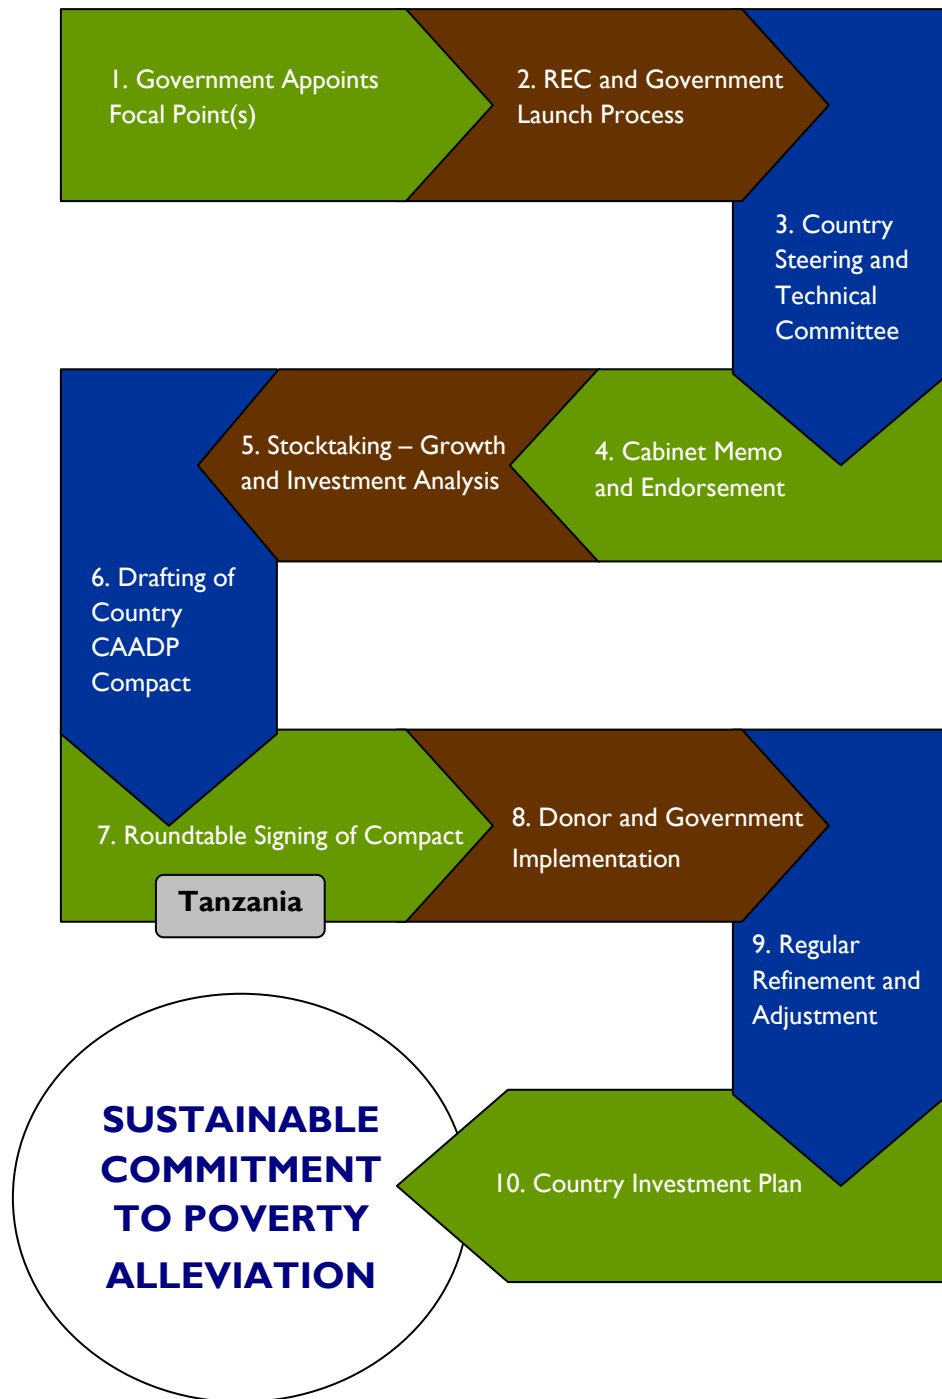 1. Government Appoints
Focal Point(s)
2. REC and Government
Launch Process
3. Country
Steering and
Technical
Committee
4. Cabinet Memo
and Endorsement
5. Stocktaking – Growth
and Investment Analysis
6. Drafting of
Country
CAADP
Compact
7. Roundtable Signing of Compact
Tanzania
8. Donor and Government
Implementation
9. Regular
Refinement and
Adjustment
10. Country Investment Plan
SUSTAINABLE
COMMITMENT
TO POVERTY
ALLEVIATION